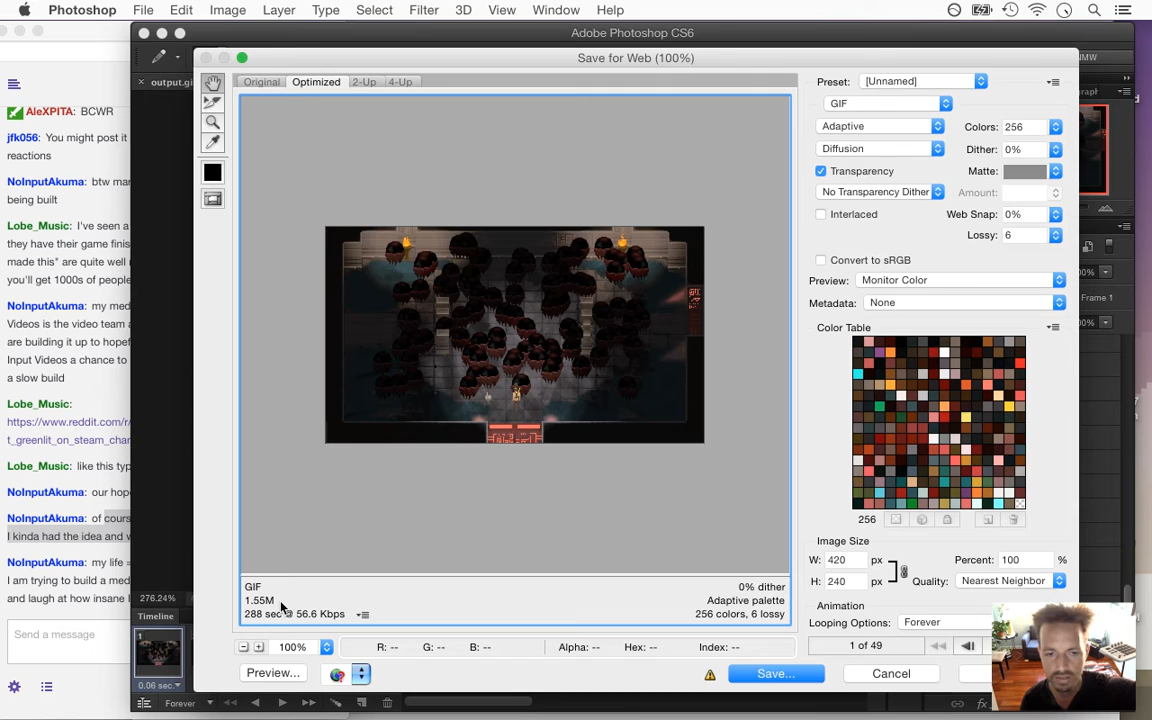 Photoshop File Edit Image Layer Type Select Filter 3D View Window Help
Adobe Photoshop CS6
Save for Web (100%)
output.gi
Original Optimized 2-Up 4-Up
AleXPITA: BCWR
jfk056: You might post it
reactions
NoInputAkuma: btw mar
being built
Lobe_Music: I've seen a
they have their game finis
made this" are quite well r
you'll get 1000s of people
NoInputAkuma: my med
Videos is the video team a
are building it up to hopef
Input Videos a chance to
a slow build
Lobe_Music:
https://www.reddit.com/r/
t_greenlit_on_steam_chan
Lobe_Music: like this typ
NoInputAkuma: our hop
NoInputAkuma: of cours
I kinda had the idea and w
NoInputAkuma: my life =
I am trying to build a med
and laugh at how insane I
Send a message
Preset: [Unnamed]
GIF
Adaptive Colors: 256
Diffusion Dither: 0%
Transparency Matte:
No Transparency Dither Amount:
Interlaced Web Snap: 0%
Lossy: 6
Convert to sRGB
Preview: Monitor Color
Metadata: None
Color Table
256
Image Size
W: 420 px Percent: 100 %
H: 240 px Quality: Nearest Neighbor
Animation
Looping Options: Forever
1 of 49
GIF 0% dither
1.55M Adaptive palette
288 sec @ 56.6 Kbps 256 colors, 6 lossy
100% R: -- G: -- B: -- Alpha: -- Hex: -- Index: --
Preview... Save... Cancel
276.24%
Timeline
1
0.06 sec.
Forever
NMW
graph
Frame 1
fx